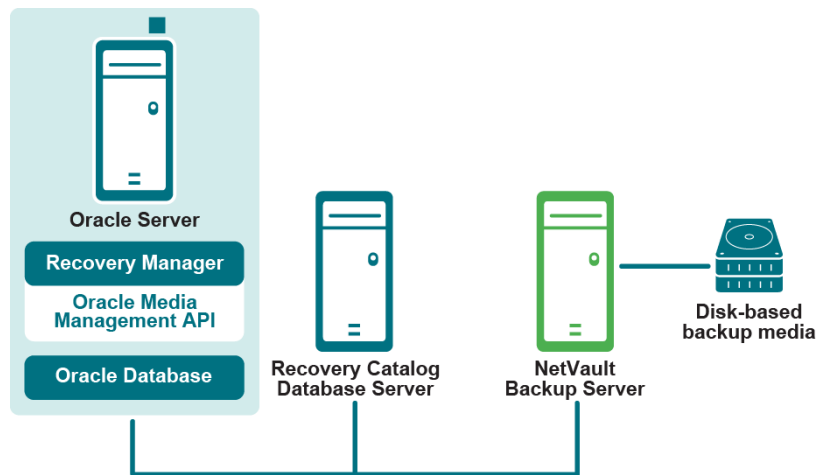 Oracle Server
Recovery Manager
Oracle Media
Management API
Oracle Database
Recovery Catalog
Database Server
NetVault
Backup Server
Disk-based
backup media